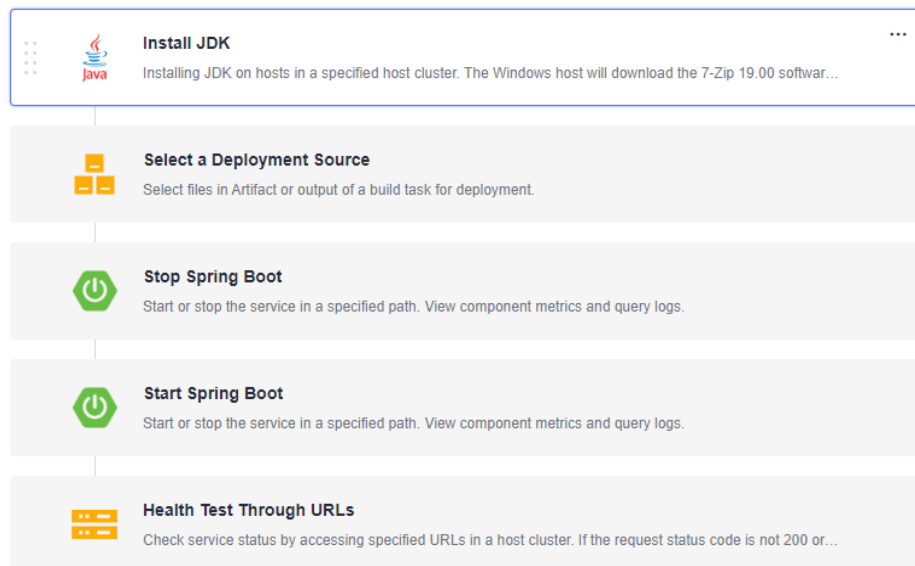 Install JDK
...
Java
Installing JDK on hosts in a specified host cluster. The Windows host will download the 7-Zip 19.00 softwar…
Select a Deployment Source
Select files in Artifact or output of a build task for deployment.
Stop Spring Boot
Start or stop the service in a specified path. View component metrics and query logs.
Start Spring Boot
Start or stop the service in a specified path. View component metrics and query logs.
Health Test Through URLs
Check service status by accessing specified URLs in a host cluster. If the request status code is not 200 or…